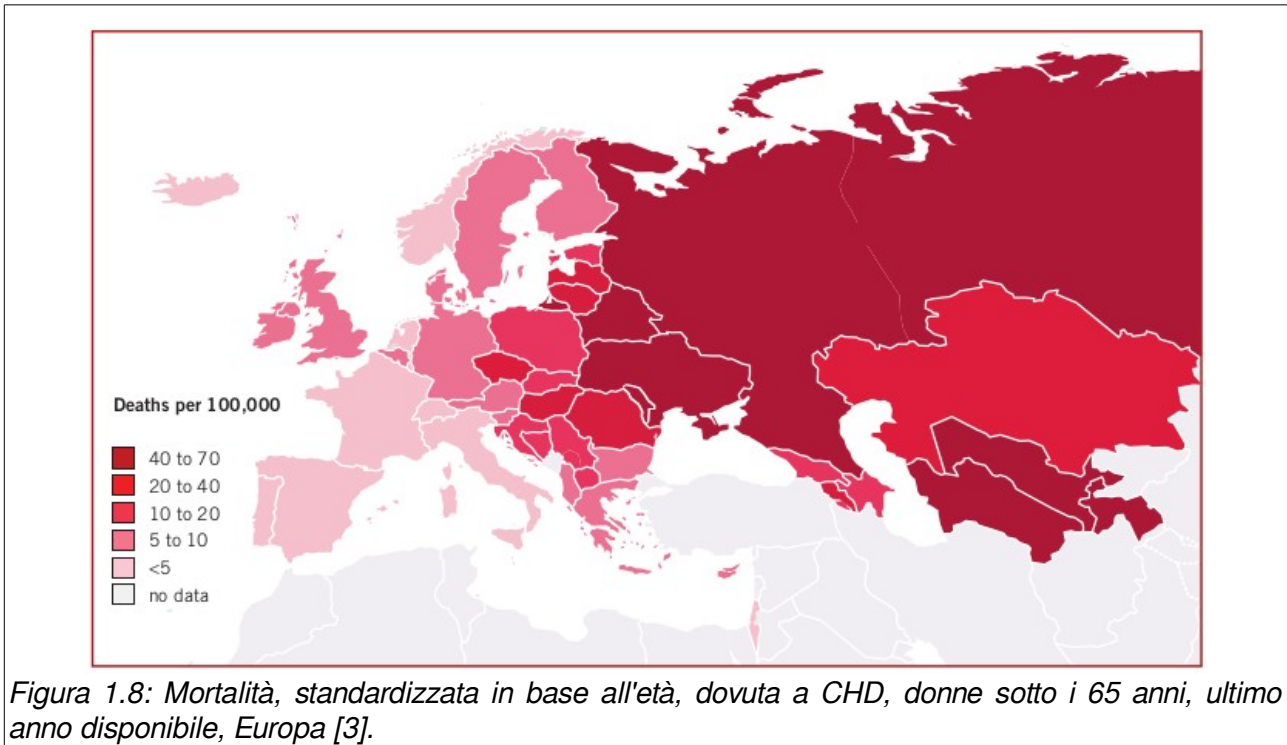 Deaths per 100,000
40 to 70
20 to 40
10 to 20
5 to 10
<5
no data
Figura 1.8: Mortalità, standardizzata in base all'età, dovuta a CHD, donne sotto i 65 anni, ultimo
anno disponibile, Europa [3].